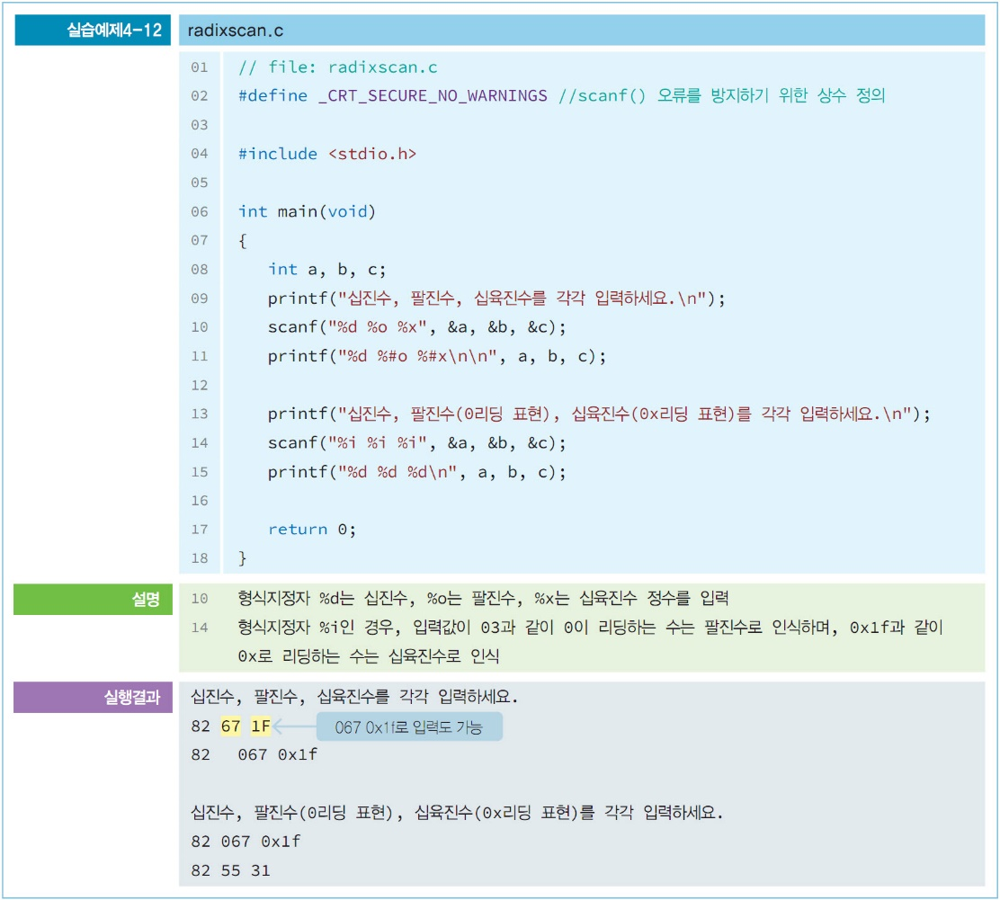 실습예제4-12 radixscan.c
01 // file: radixscan.c
02 #define _CRT_SECURE_NO_WARNINGS //scanf() 오류를 방지하기 위한 상수 정의
03
04 #include <stdio.h>
05
06 int main(void)
07 {
08 int a, b, c;
09 printf("십진수, 팔진수, 십육진수를 각각 입력하세요.\n");
10 scanf("%d %o %x", &a, &b, &c);
11 printf("%d %#o %#x\n\n", a, b, c);
12
13 printf("십진수, 팔진수(0리딩 표현), 십육진수(0x리딩 표현)를 각각 입력하세요.\n");
14 scanf("%i %i %i", &a, &b, &c);
15 printf("%d %d %d\n", a, b, c);
16
17 return 0;
18 }
설명 10 형식지정자 %d는 십진수, %o는 팔진수, %x는 십육진수 정수를 입력
14 형식지정자 %i인 경우, 입력값이 03과 같이 0이 리딩하는 수는 팔진수로 인식하며, 0x1f과 같이
0x로 리딩하는 수는 십육진수로 인식
실행결과 십진수, 팔진수, 십육진수를 각각 입력하세요.
82 67 1F 067 0x1f로 입력도 가능
82 067 0x1f
십진수, 팔진수(0리딩 표현), 십육진수(0x리딩 표현)를 각각 입력하세요.
82 067 0x1f
82 55 31